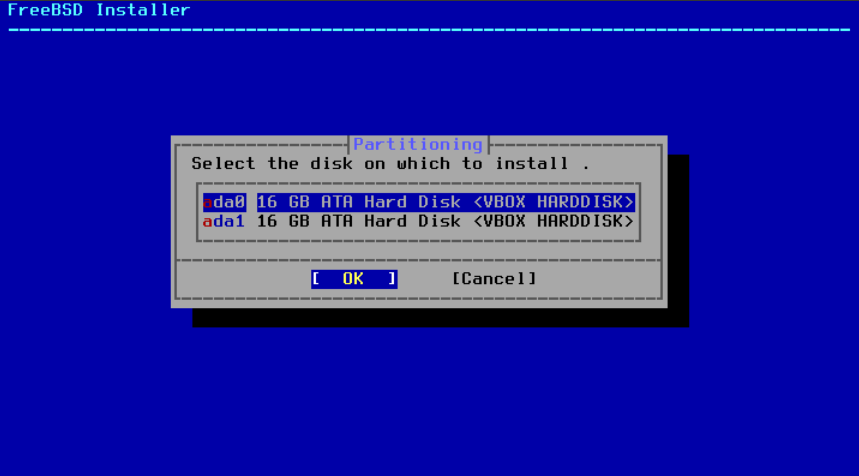 FreeBSD Installer
Partitioning
Select the disk on which to install .
ada0 16 GB ATA Hard Disk <VBOX HARDDISK>
ada1 16 GB ATA Hard Disk <VBOX HARDDISK>
[  OK  ] [Cancel]